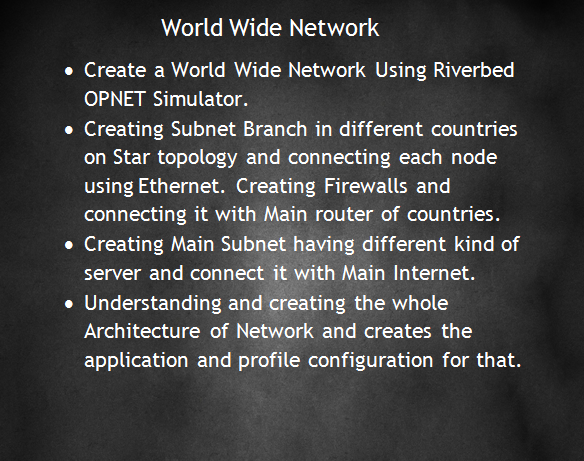 World Wide Network
• Create a World Wide Network Using Riverbed
OPNET Simulator.
• Creating Subnet Branch in different countries
on Star topology and connecting each node
using Ethernet. Creating Firewalls and
connecting it with Main router of countries.
• Creating Main Subnet having different kind of
server and connect it with Main Internet.
• Understanding and creating the whole
Architecture of Network and creates the
application and profile configuration for that.